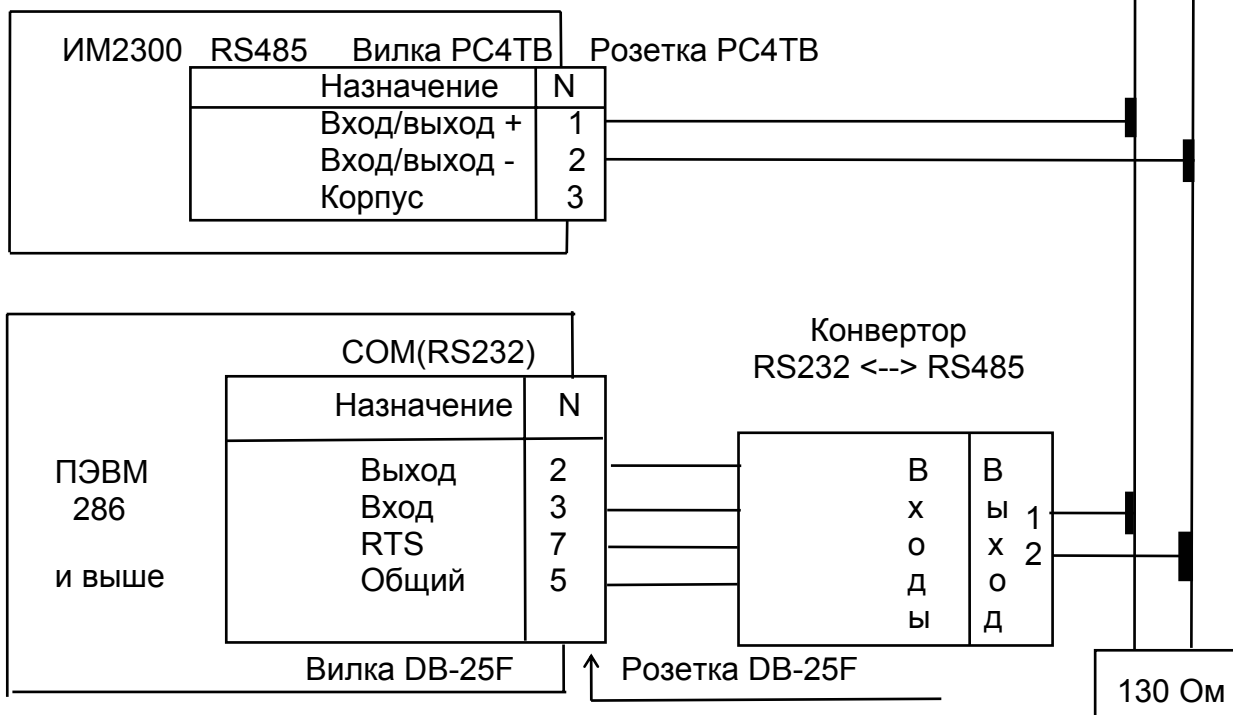 ИМ2300 RS485 Вилка РС4ТВ Розетка РС4ТВ
Назначение N
Вход/выход + 1
Вход/выход - 2
Корпус 3
COM(RS232)
Назначение N
Выход 2
Вход 3
RTS 7
Общий 5
ПЭВМ
286
и выше
Вилка DB-25F Розетка DB-25F
Конвертор
RS232 <--> RS485
Входы
Выход
1
2
130 Ом